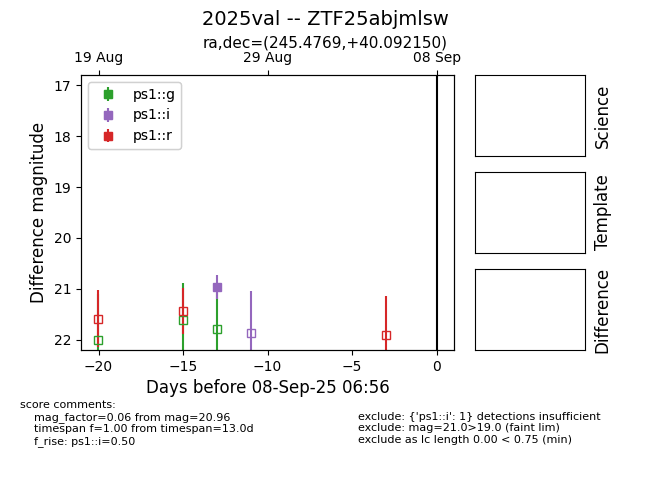 2025val -- ZTF25abjmlsw
ra,dec=(245.4769,+40.092150)
19 Aug
29 Aug
08 Sep
17
18
19
20
21
22
Difference magnitude
ps1::g
ps1::i
ps1::r
−20
−15
−10
−5
0
Days before 08-Sep-25 06:56
Science
Template
Difference
score comments:
mag_factor=0.06 from mag=20.96
timespan f=1.00 from timespan=13.0d
f_rise: ps1::i=0.50
exclude: {'ps1::i': 1} detections insufficient
exclude: mag=21.0>19.0 (faint lim)
exclude as lc length 0.00 < 0.75 (min)